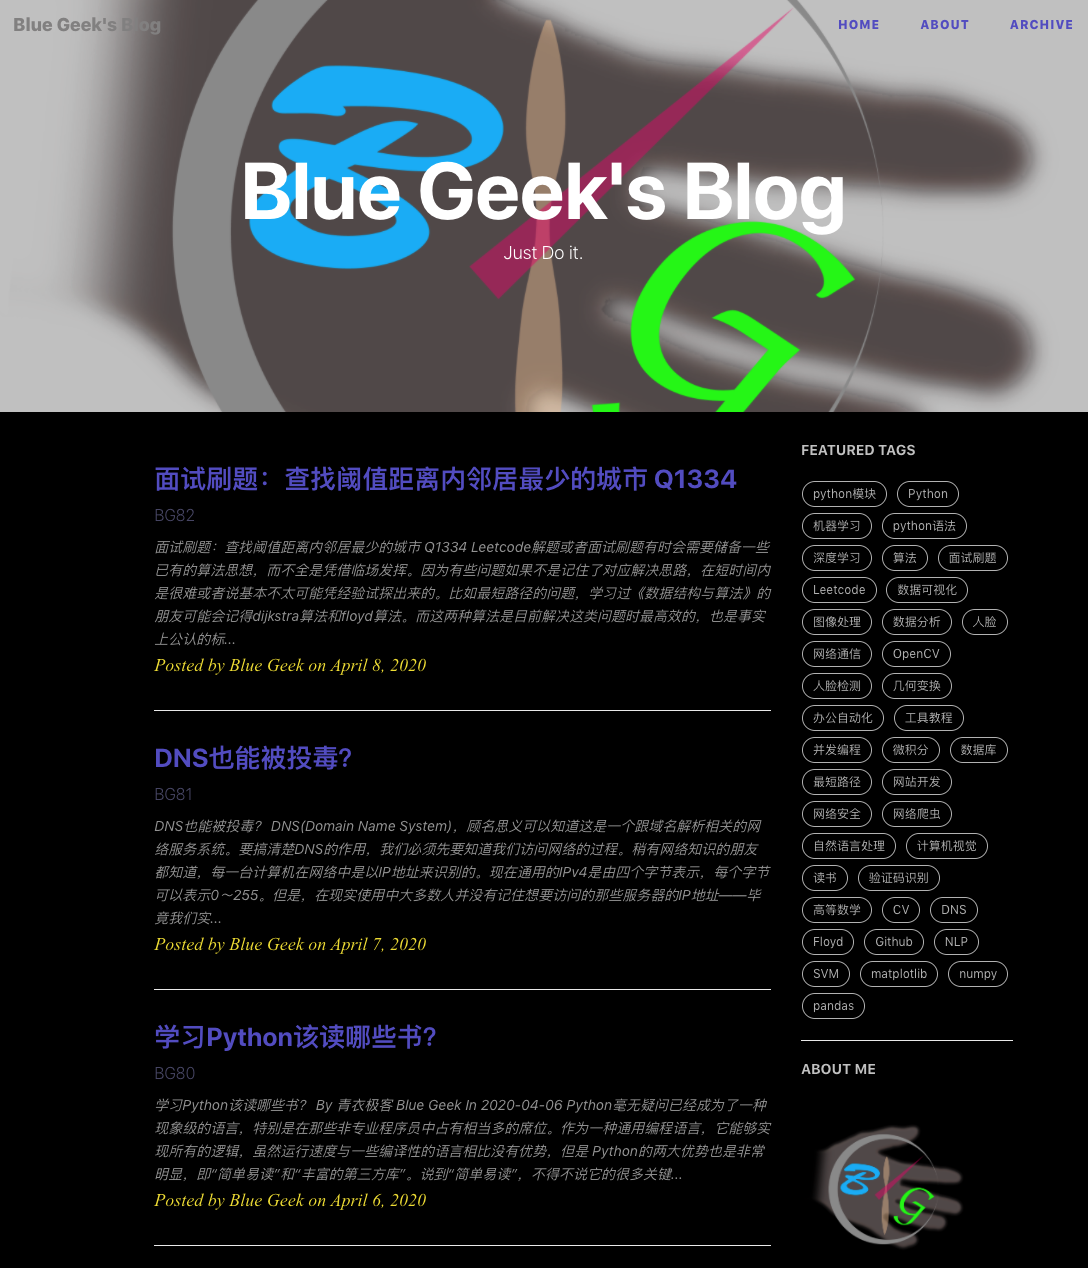 Blue Geek's Blog
HOME ABOUT ARCHIVE
Blue Geek's Blog
Just Do it.
面试刷题：查找阈值距离内邻居最少的城市 Q1334
BG82
面试刷题：查找阈值距离内邻居最少的城市 Q1334 Leetcode解题或者面试刷题有时会需要储备一些
已有的算法思想，而不全是凭借临场发挥。因为有些问题如果不是记住了对应解决思路，在短时间内
是很难或者说基本不太可能凭经验试探出来的。比如最短路径的问题，学习过《数据结构与算法》的
朋友可能会记得dijkstra算法和floyd算法。而这两种算法是目前解决这类问题时最高效的，也是事实
上公认的标...
Posted by Blue Geek on April 8, 2020
DNS也能被投毒？
BG81
DNS也能被投毒？ DNS(Domain Name System)，顾名思义可以知道这是一个跟域名解析相关的网
络服务系统。要搞清楚DNS的作用，我们必须先要知道我们访问网络的过程。稍有网络知识的朋友
都知道，每一台计算机在网络中是以IP地址来识别的。现在通用的IPv4是由四个字节表示，每个字节
可以表示0～255。但是，在现实使用中大多数人并没有记住想要访问的那些服务器的IP地址——毕
竟我们实...
Posted by Blue Geek on April 7, 2020
学习Python该读哪些书？
BG80
学习Python该读哪些书？ By 青衣极客 Blue Geek In 2020-04-06 Python毫无疑问已经成为了一种
现象级的语言，特别是在那些非专业程序员中占有相当多的席位。作为一种通用编程语言，它能够实
现所有的逻辑，虽然运行速度与一些编译性的语言相比没有优势，但是 Python的两大优势也是非常
明显，即“简单易读”和“丰富的第三方库”。说到“简单易读”，不得不说它的很多关键...
Posted by Blue Geek on April 6, 2020
FEATURED TAGS
python模块 Python
机器学习 python语法
深度学习 算法 面试刷题
Leetcode 数据可视化
图像处理 数据分析 人脸
网络通信 OpenCV
人脸检测 几何变换
办公自动化 工具教程
并发编程 微积分 数据库
最短路径 网站开发
网络安全 网络爬虫
自然语言处理 计算机视觉
读书 验证码识别
高等数学 CV DNS
Floyd Github NLP
SVM matplotlib numpy
pandas
ABOUT ME